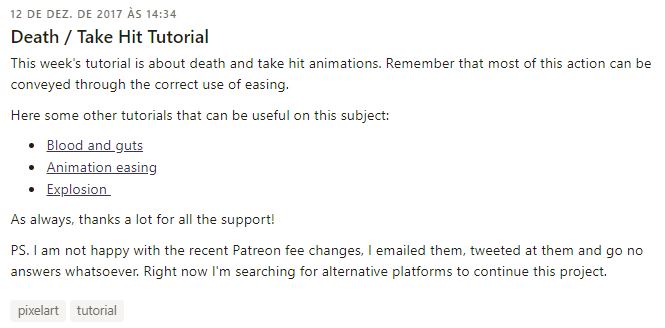 12 DE DEZ. DE 2017 ÀS 14:34
Death / Take Hit Tutorial
This week's tutorial is about death and take hit animations. Remember that most of this action can be
conveyed through the correct use of easing.
Here some other tutorials that can be useful on this subject:
• Blood and guts
• Animation easing
• Explosion
As always, thanks a lot for all the support!
PS. I am not happy with the recent Patreon fee changes, I emailed them, tweeted at them and go no
answers whatsoever. Right now I'm searching for alternative platforms to continue this project.
pixelart tutorial